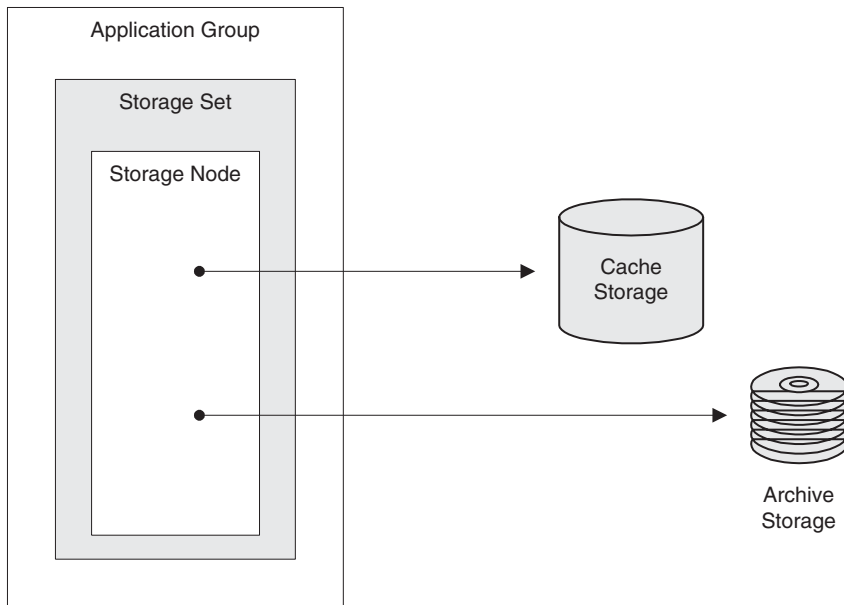 Application Group
Storage Set
Storage Node
Cache
Storage
Archive
Storage